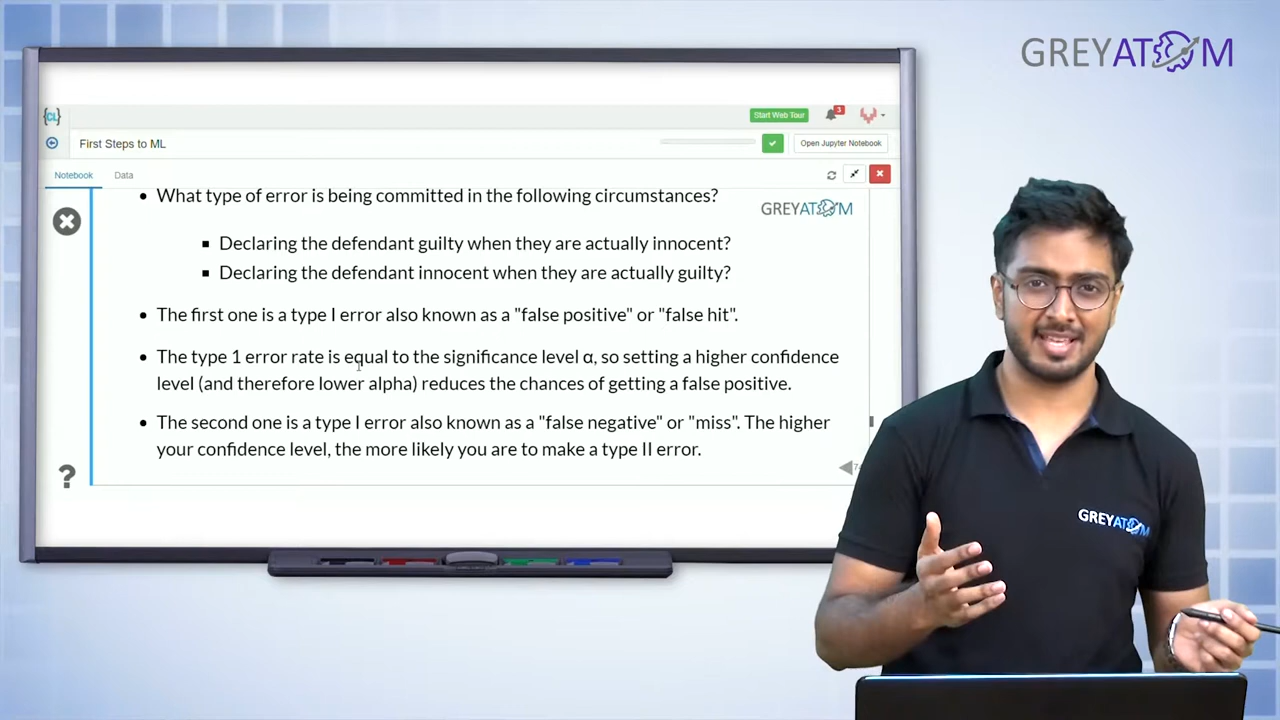 GREYATOM
{CL}
Start Web Tour
3
First Steps to ML
Open Jupyter Notebook
Notebook
Data
• What type of error is being committed in the following circumstances?
GREYATOM
▪ Declaring the defendant guilty when they are actually innocent?
▪ Declaring the defendant innocent when they are actually guilty?
• The first one is a type I error also known as a "false positive" or "false hit".
• The type 1 error rate is equal to the significance level α, so setting a higher confidence
level (and therefore lower alpha) reduces the chances of getting a false positive.
• The second one is a type I error also known as a "false negative" or "miss". The higher
your confidence level, the more likely you are to make a type II error.
?
GREYATOM